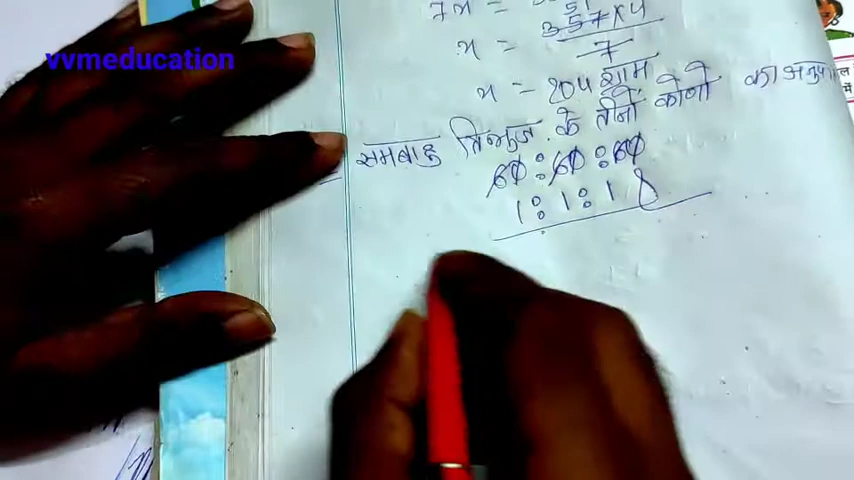 7x =
x = 357×4
7
x = 204 ग्राम
vvmeducation
समबाहु त्रिभुज के तीनों कोणों का अनुपात
60 : 60 : 60
1 : 1 : 1